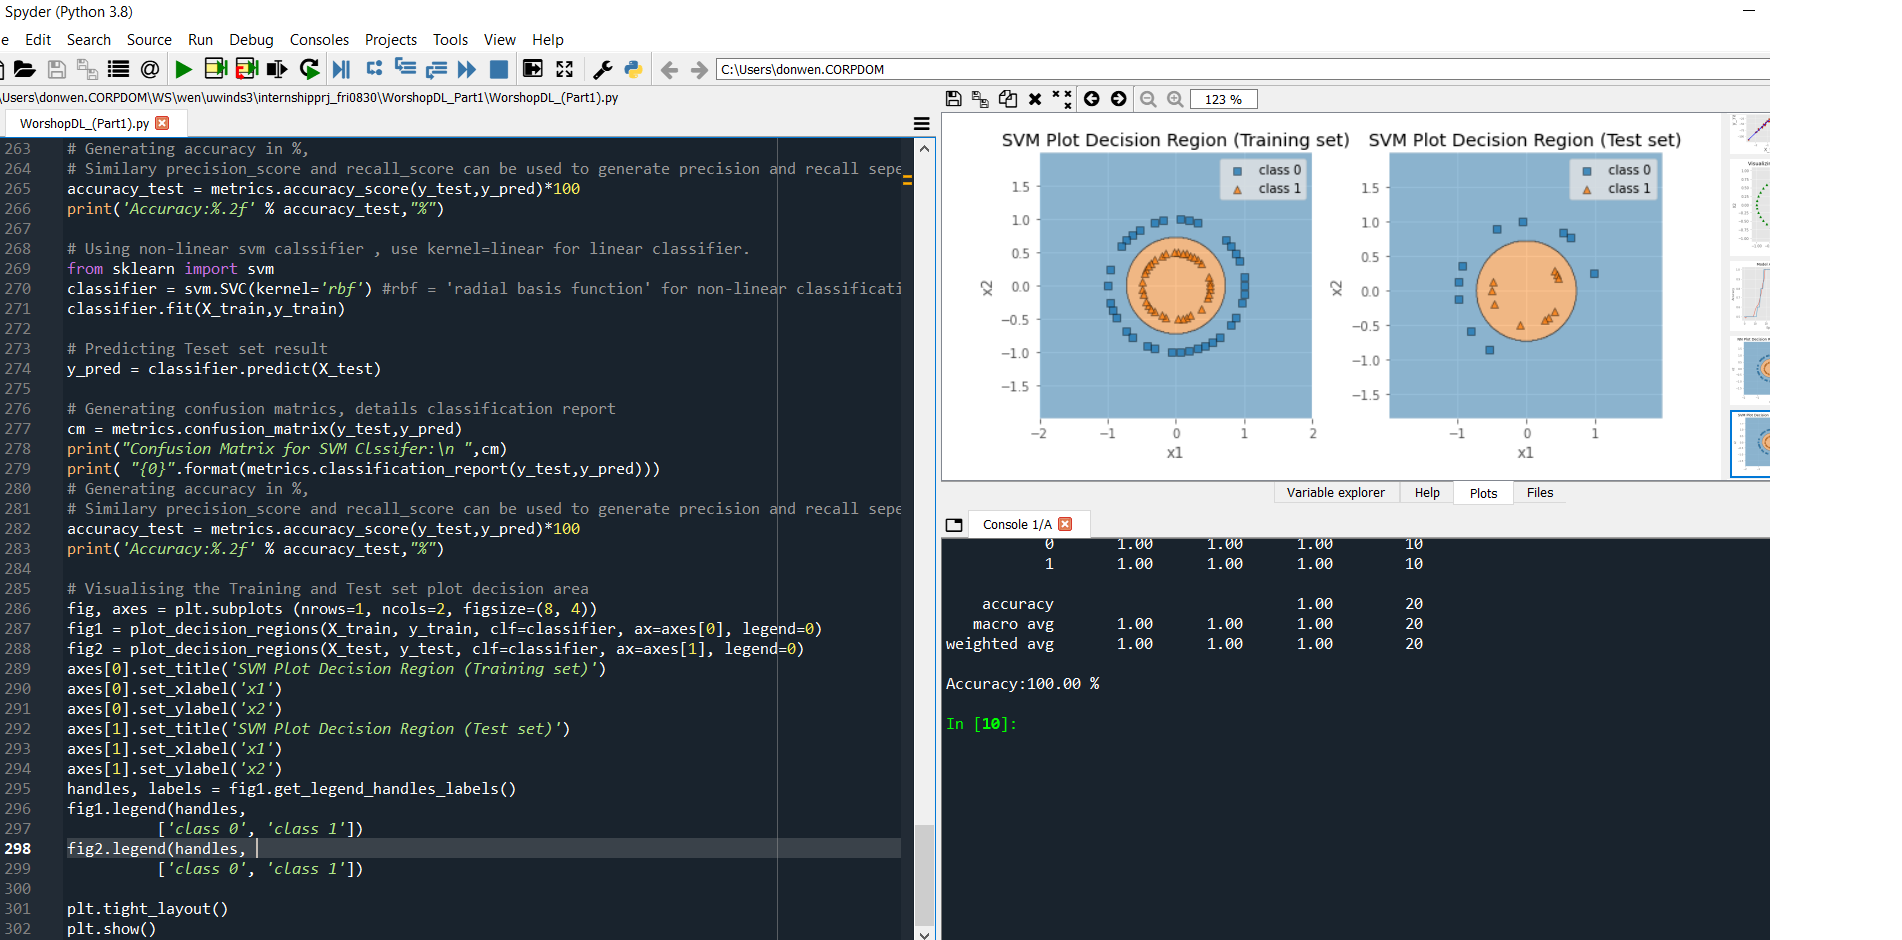 Spyder (Python 3.8)
e Edit Search Source Run Debug Consoles Projects Tools View Help
C:\Users\donwen.CORPDOM
\Users\donwen.CORPDOM\WS\wen\uwinds3\internshipprj_fri0830\WorshopDL_Part1\WorshopDL_(Part1).py
WorshopDL_(Part1).py
263 # Generating accuracy in %,
264 # Similary precision_score and recall_score can be used to generate precision and recall sepe
265 accuracy_test = metrics.accuracy_score(y_test,y_pred)*100
266 print('Accuracy:%.2f' % accuracy_test,"%")
267
268 # Using non-linear svm calssifier , use kernel=linear for linear classifier.
269 from sklearn import svm
270 classifier = svm.SVC(kernel='rbf') #rbf = 'radial basis function' for non-linear classificati
271 classifier.fit(X_train,y_train)
272
273 # Predicting Teset set result
274 y_pred = classifier.predict(X_test)
275
276 # Generating confusion matrics, details classification report
277 cm = metrics.confusion_matrix(y_test,y_pred)
278 print("Confusion Matrix for SVM Clssifer:\n ",cm)
279 print( "{0}".format(metrics.classification_report(y_test,y_pred)))
280 # Generating accuracy in %,
281 # Similary precision_score and recall_score can be used to generate precision and recall sepe
282 accuracy_test = metrics.accuracy_score(y_test,y_pred)*100
283 print('Accuracy:%.2f' % accuracy_test,"%")
284
285 # Visualising the Training and Test set plot decision area
286 fig, axes = plt.subplots (nrows=1, ncols=2, figsize=(8, 4))
287 fig1 = plot_decision_regions(X_train, y_train, clf=classifier, ax=axes[0], legend=0)
288 fig2 = plot_decision_regions(X_test, y_test, clf=classifier, ax=axes[1], legend=0)
289 axes[0].set_title('SVM Plot Decision Region (Training set)')
290 axes[0].set_xlabel('x1')
291 axes[0].set_ylabel('x2')
292 axes[1].set_title('SVM Plot Decision Region (Test set)')
293 axes[1].set_xlabel('x1')
294 axes[1].set_ylabel('x2')
295 handles, labels = fig1.get_legend_handles_labels()
296 fig1.legend(handles,
297 ['class 0', 'class 1'])
298 fig2.legend(handles,
299 ['class 0', 'class 1'])
300
301 plt.tight_layout()
302 plt.show()
123 %
SVM Plot Decision Region (Training set)
class 0
class 1
1.5
1.0
0.5
0.0
−0.5
−1.0
−1.5
−2 −1 0 1 2
x1
x2
SVM Plot Decision Region (Test set)
class 0
class 1
1.5
1.0
0.5
0.0
−0.5
−1.0
−1.5
−1 0 1
x1
x2
Variable explorer Help Plots Files
Console 1/A
0 1.00 1.00 1.00 10
1 1.00 1.00 1.00 10
accuracy 1.00 20
macro avg 1.00 1.00 1.00 20
weighted avg 1.00 1.00 1.00 20
Accuracy:100.00 %
In [10]: